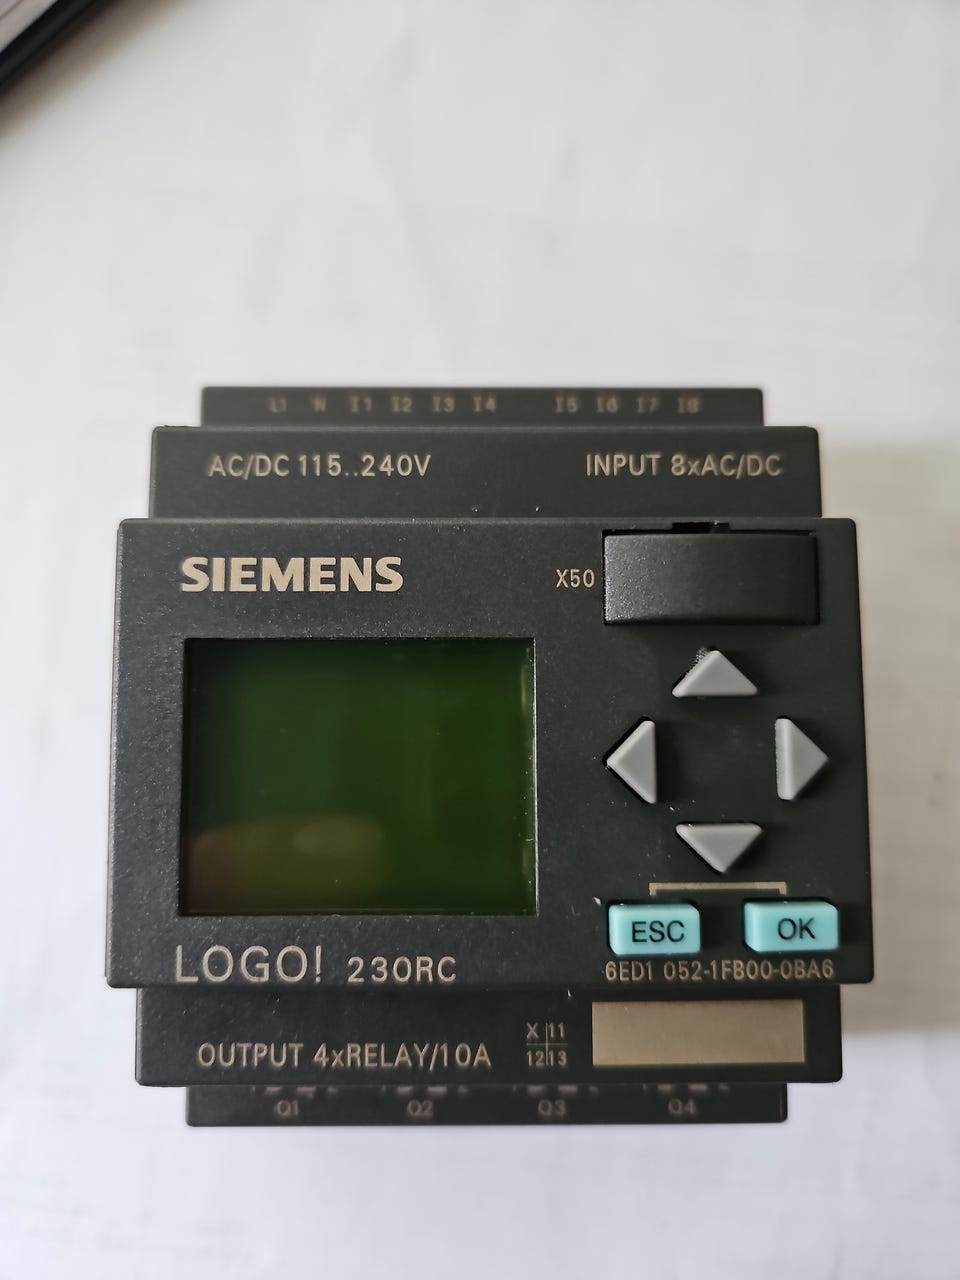 L1 N I1 I2 I3 I4 I5 I6 I7 I8
AC/DC 115..240V INPUT 8xAC/DC
SIEMENS
X50
ESC OK
LOGO! 230RC
6ED1 052-1FB00-0BA6
OUTPUT 4xRELAY/10A
X 11
12 13
Q1 Q2 Q3 Q4